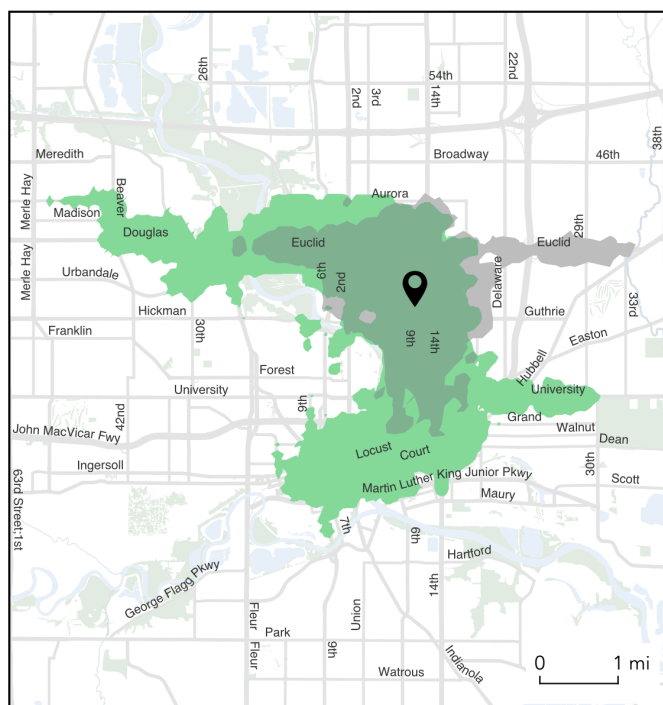 26th
2nd
3rd
54th
14th
22nd
38th
Meredith
Broadway
46th
Merle Hay
Beaver
Madison
Aurora
Douglas
Euclid
29th
Euclid
Merle Hay
Urbandale
6th
2nd
Delaware
33rd
Hickman
Guthrie
Franklin
30th
9th
14th
Easton
Hubbell
Forest
University
University
42nd
9th
Grand
John MacVicar Fwy
Walnut
Dean
Locust
Court
Ingersoll
30th
Martin Luther King Junior Pkwy
Scott
63rd Street;1st
Maury
7th
9th
Hartford
George Flagg Pkwy
14th
Fleur
Union
Park
Fleur
9th
Indianola
Watrous
0 1 mi